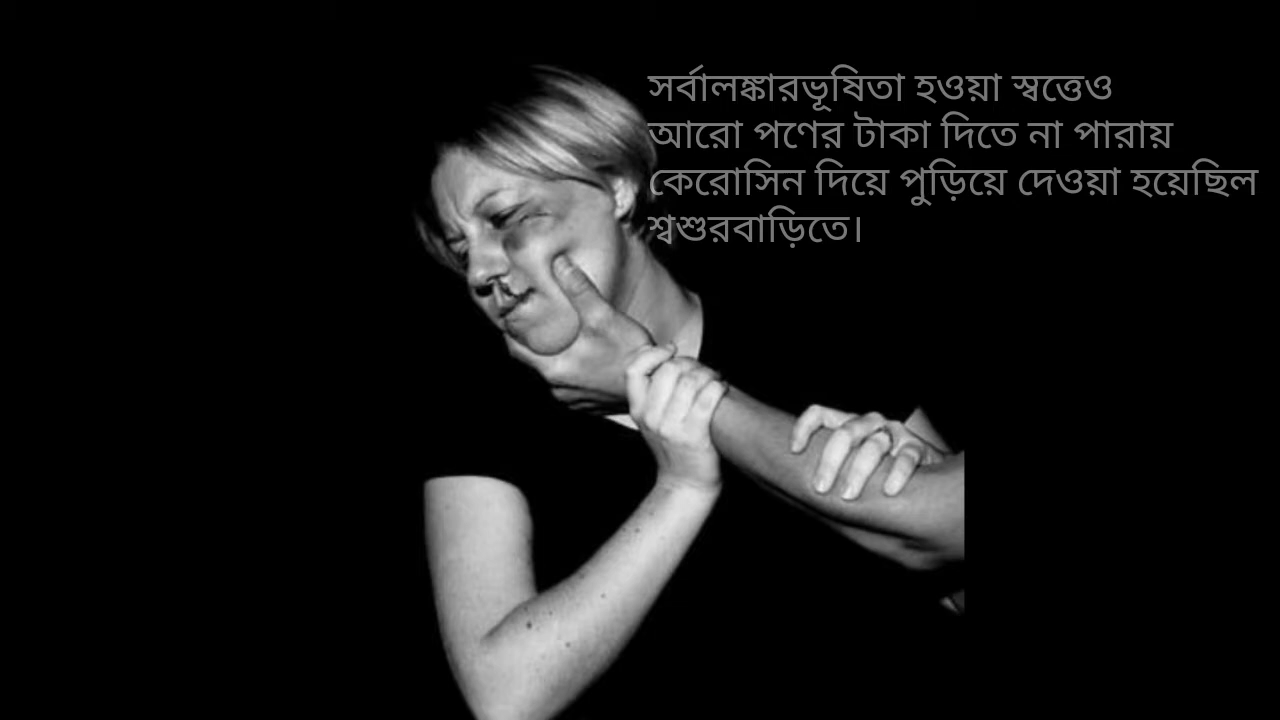 সর্বালঙ্কারভূষিতা হওয়া স্বত্তেও
আরো পণের টাকা দিতে না পারায়
কেরোসিন দিয়ে পুড়িয়ে দেওয়া হয়েছিল
শ্বশুরবাড়িতে।